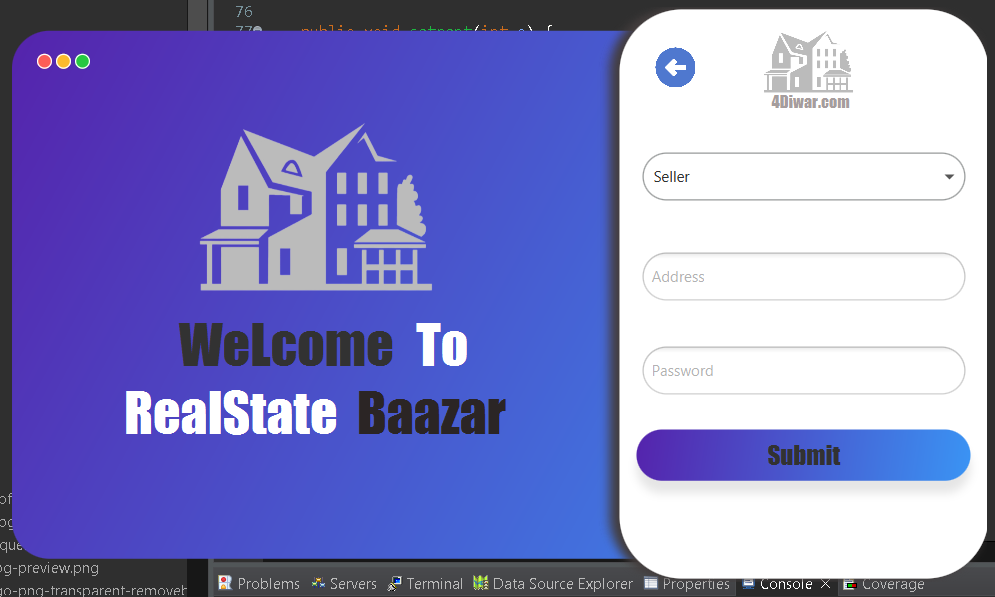 76
77
public void setrent(int a) {
4Diwar.com
Seller
Address
Password
Submit
WeLcome To
RealState Baazar
of
og
que
og-preview.png
go-png-transparent-removeb
Problems
Servers
Terminal
Data Source Explorer
Properties
Console
Coverage